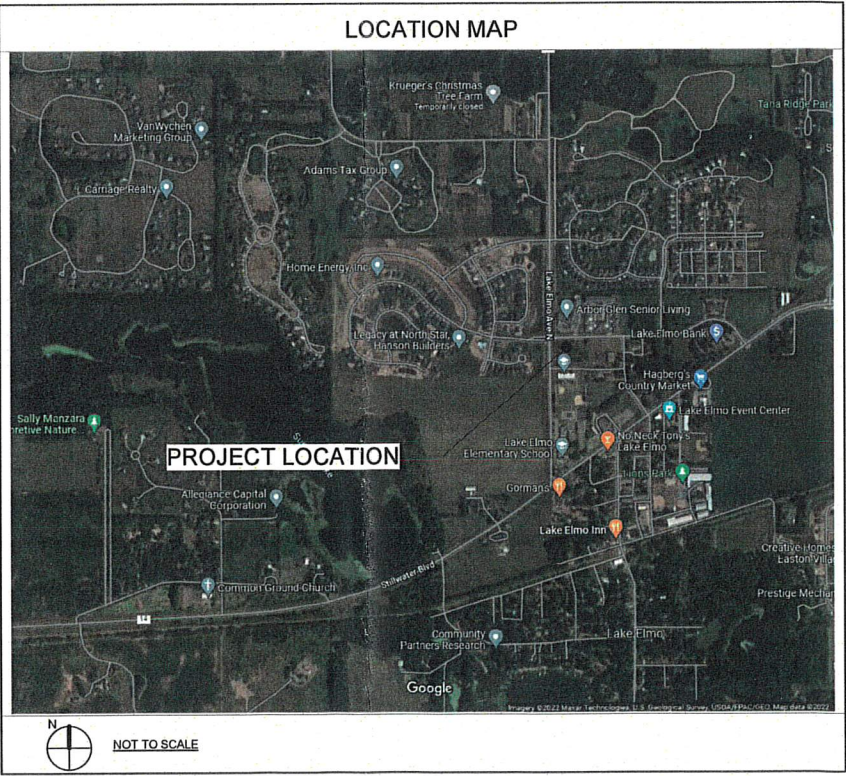 LOCATION MAP
Krueger's Christmas
Tree Farm
Temporarily closed
Tana Ridge Park
VanWychen
Marketing Group
Adams Tax Group
Carriage Realty
Home Energy, Inc
Lake Elmo Ave N
Arbor Glen Senior Living
Legacy at North Star,
Hanson Builders
Lake Elmo Bank
Hagberg's
Country Market
Sally Manzara
pretive Nature...
Lake Elmo Event Center
No Neck Tony's
Lake Elmo
Lake Elmo
Elementary School
PROJECT LOCATION
Lions Park
Allegiance Capital
Corporation
Gorman's
Lake Elmo Inn
Creative Homes
Easton Villa
Stillwater Blvd
Common Ground Church
Prestige Mechan
14
Community
Partners Research
Lake Elmo
Google
Imagery ©2022 Maxar Technologies, U.S. Geological Survey, USDA/FPAC/GEO, Map data ©2022
N
NOT TO SCALE